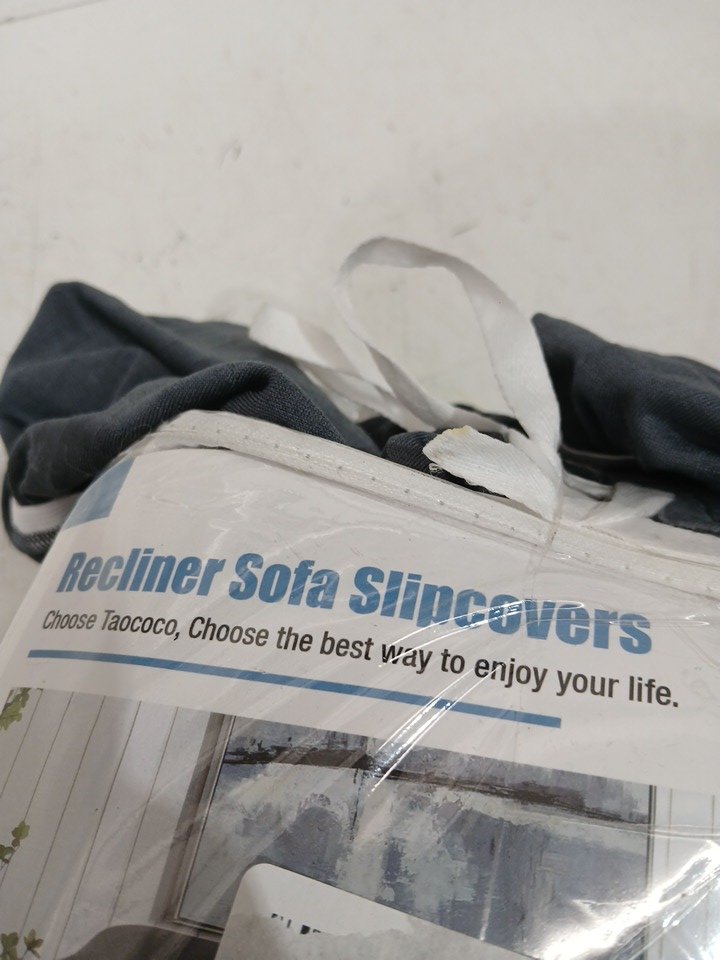 Recliner Sofa Slipcovers
Choose Taococo, Choose the best way to enjoy your life.